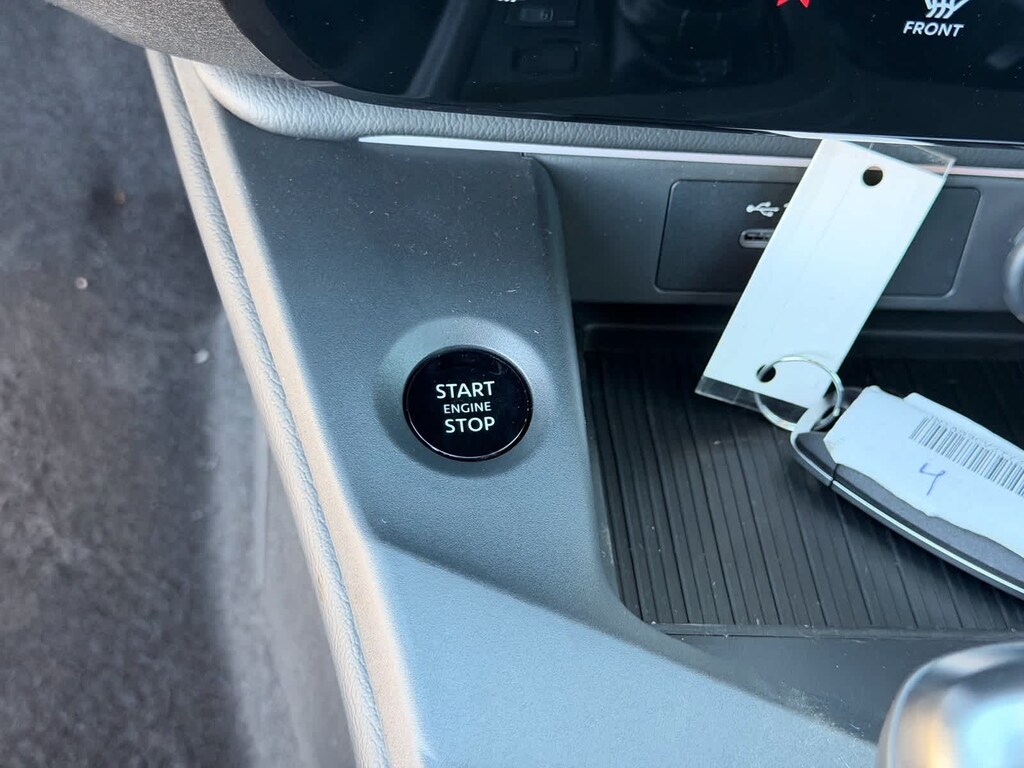 FRONT
START
ENGINE
STOP
4